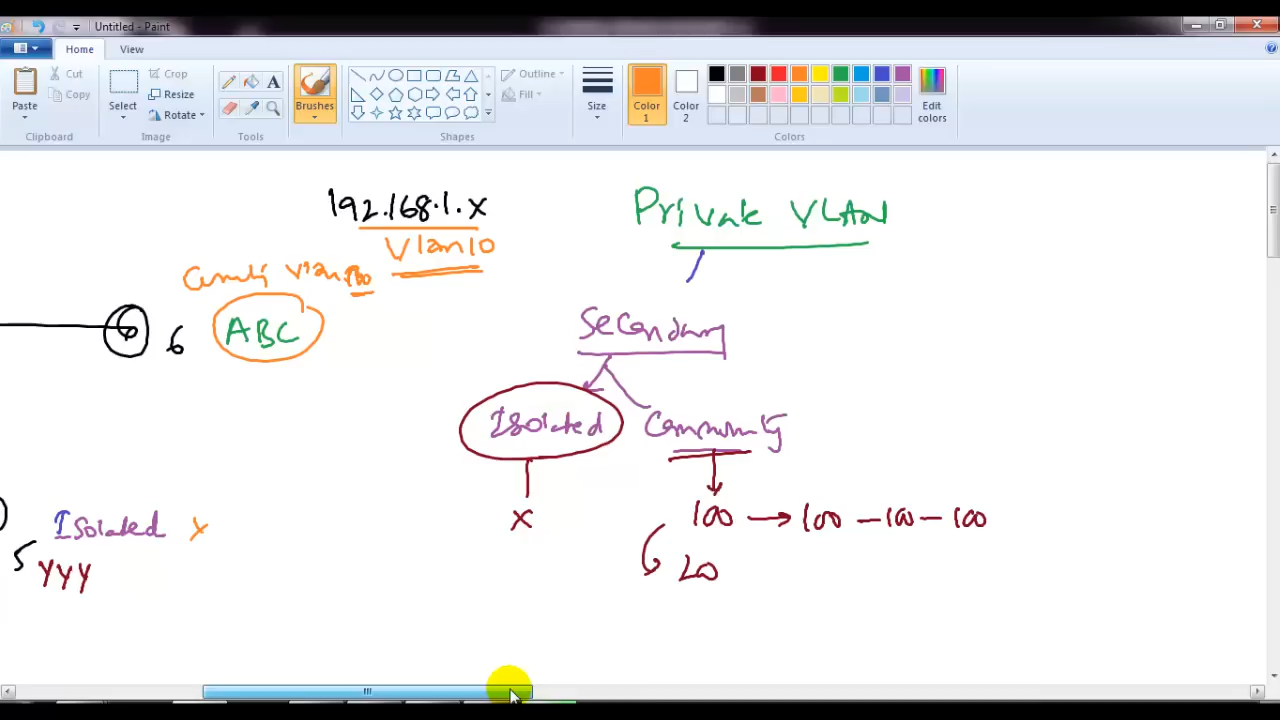 Untitled - Paint
Home View
Paste
Cut
Copy
Clipboard
Select
Crop
Resize
Rotate
Image
Tools
Brushes
Outline
Fill
Shapes
Size
Color 1
Color 2
Edit colors
Colors
192.168.1.x
Vlan10
Private VLAN
Vlan
6 6 ABC
Secondary
Isolated Community
X
100 → 100 - 100 - 100
Isolated X
5 YYY